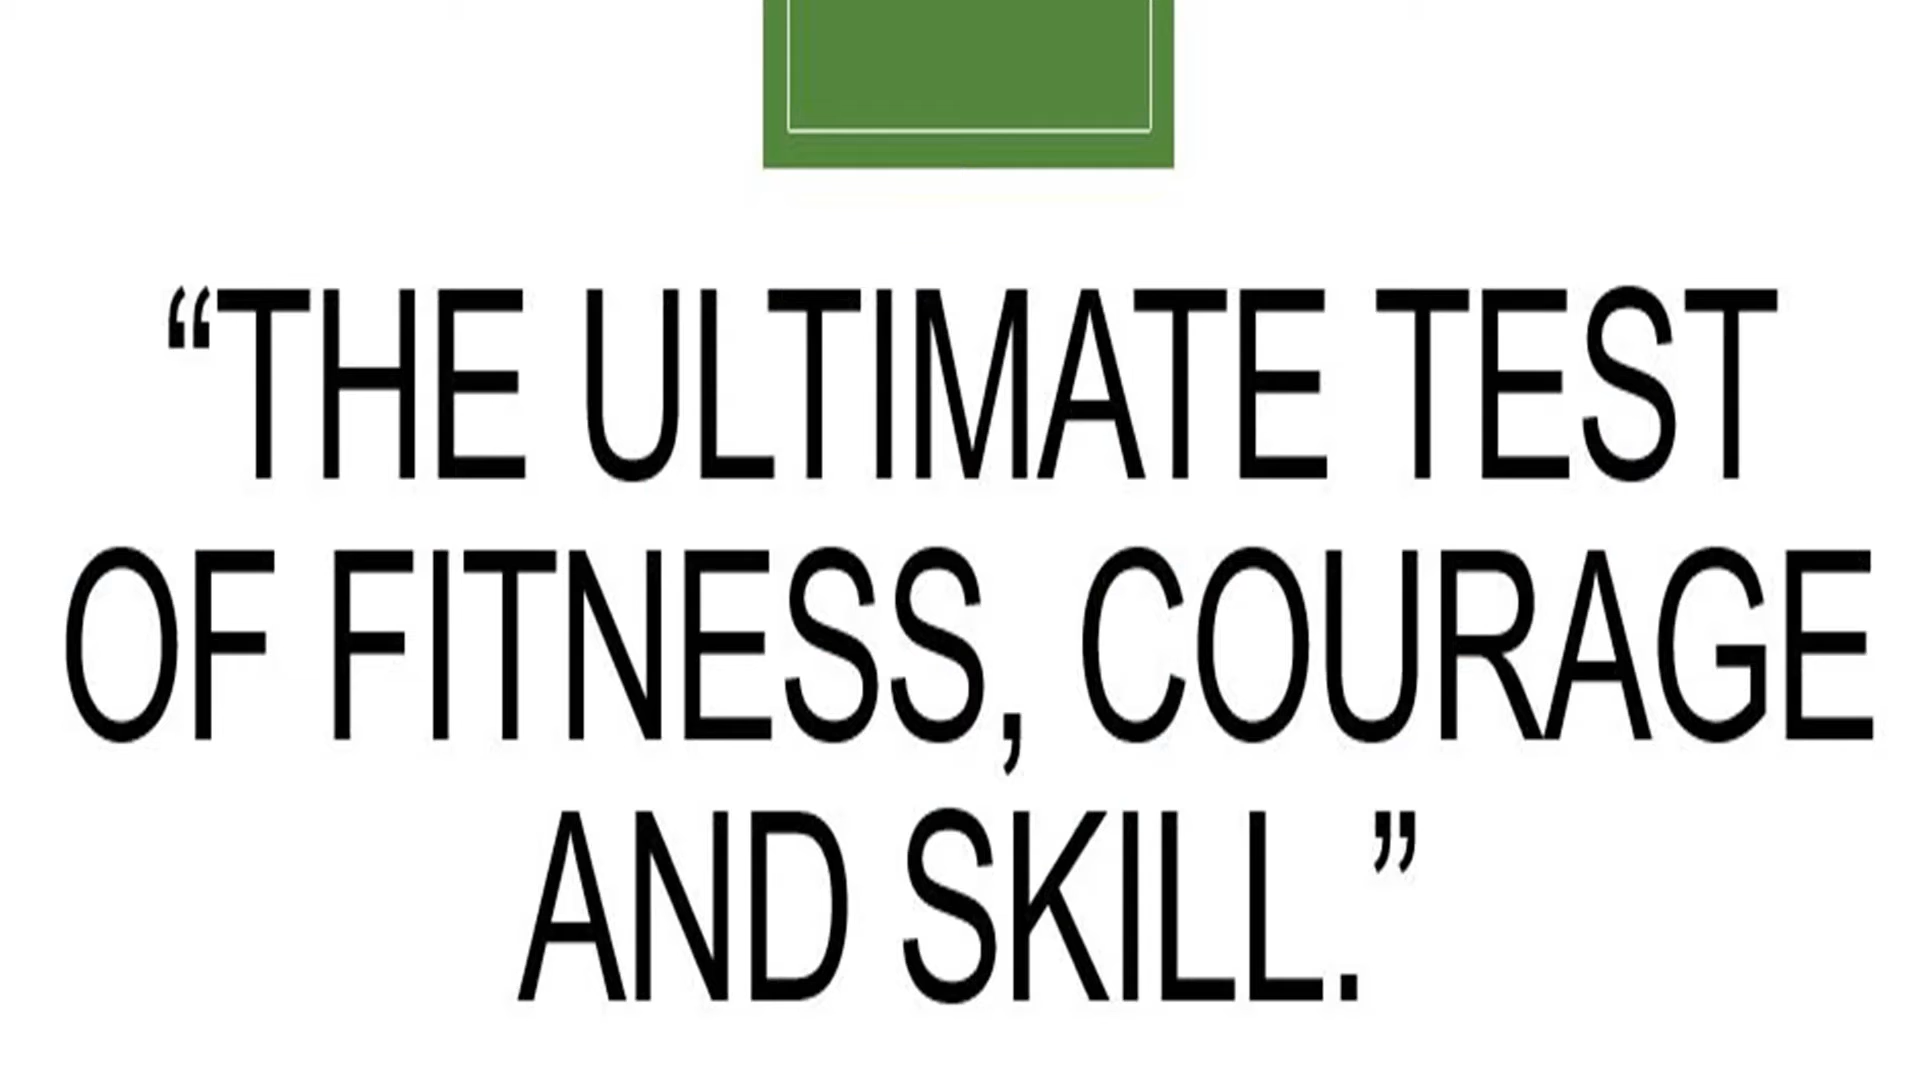 “THE ULTIMATE TEST
OF FITNESS, COURAGE
AND SKILL.”